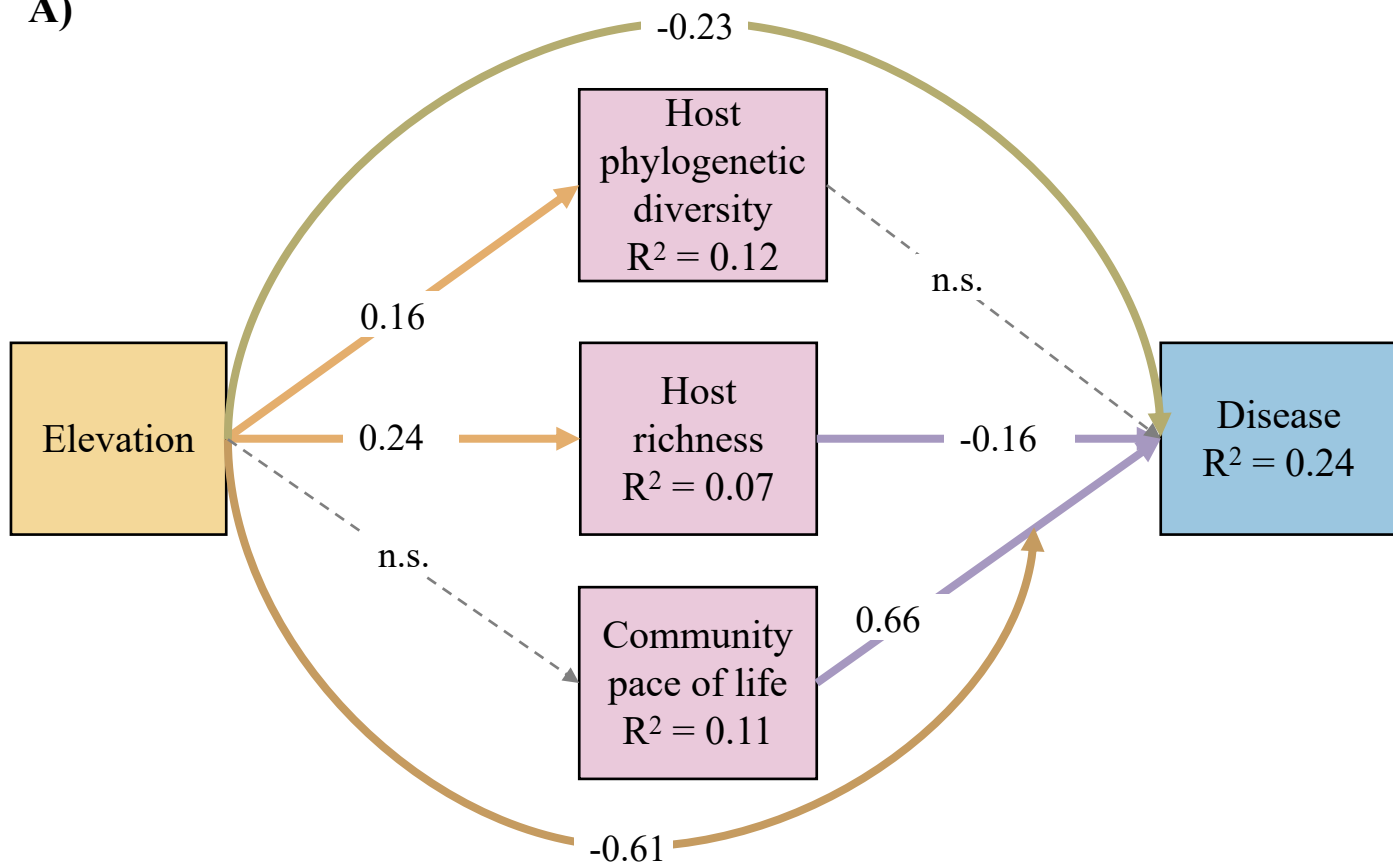 A)
-0.23
Host
phylogenetic
diversity
R² = 0.12
n.s.
0.16
Elevation
0.24
Host
richness
R² = 0.07
-0.16
Disease
R² = 0.24
n.s.
Community
pace of life
R² = 0.11
0.66
-0.61